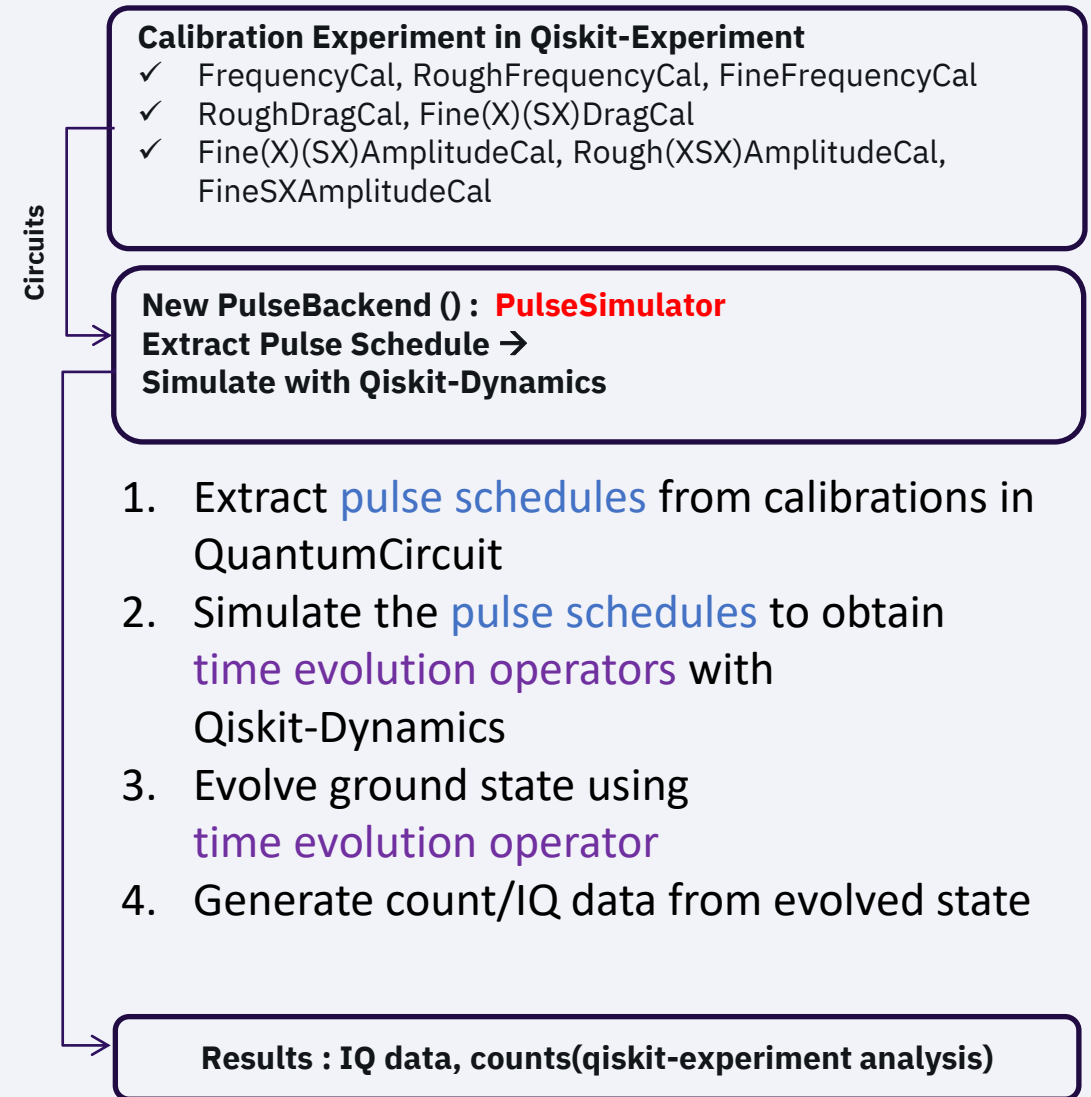 Calibration Experiment in Qiskit-Experiment
✓ FrequencyCal, RoughFrequencyCal, FineFrequencyCal
✓ RoughDragCal, Fine(X)(SX)DragCal
✓ Fine(X)(SX)AmplitudeCal, Rough(XSX)AmplitudeCal,
FineSXAmplitudeCal
Circuits
New PulseBackend () : PulseSimulator
Extract Pulse Schedule →
Simulate with Qiskit-Dynamics
1. Extract pulse schedules from calibrations in
QuantumCircuit
2. Simulate the pulse schedules to obtain
time evolution operators with
Qiskit-Dynamics
3. Evolve ground state using
time evolution operator
4. Generate count/IQ data from evolved state
Results : IQ data, counts(qiskit-experiment analysis)